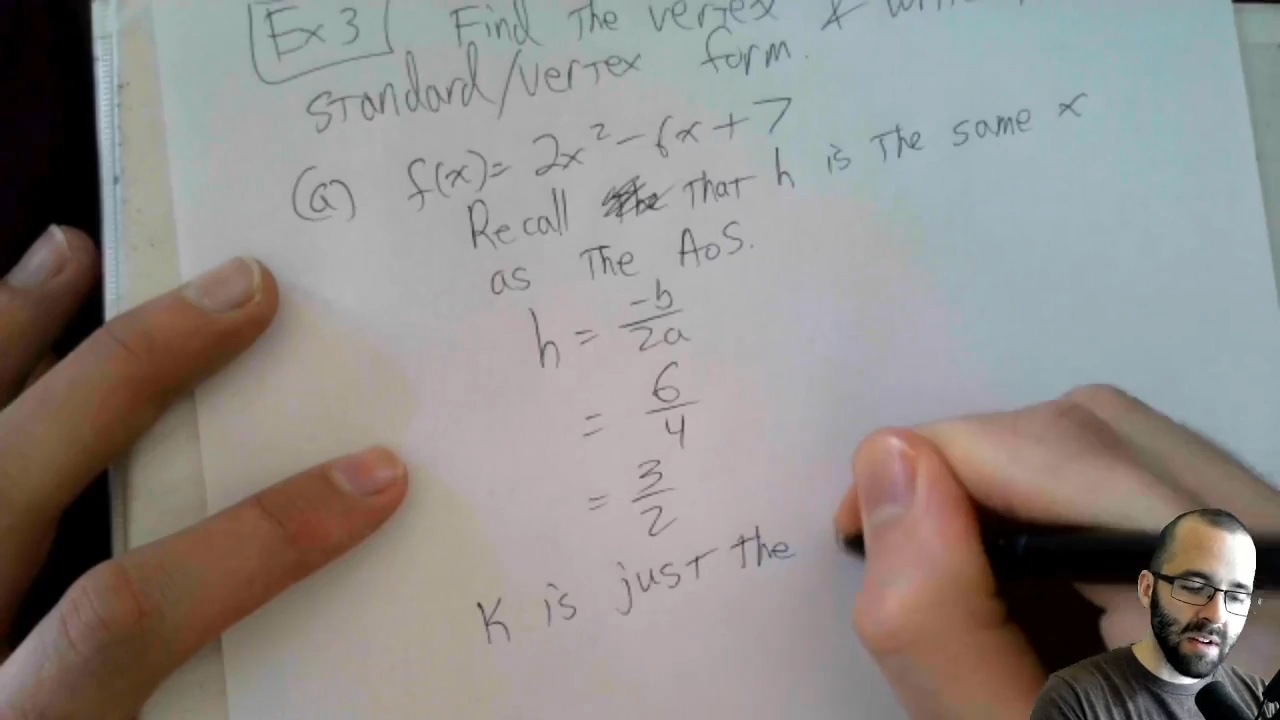 Ex 3 Find The vertex &
standard/vertex form.
(a) f(x)= 2x² - 6x + 7
Recall That h is The same x
as The AoS.
h = -b/2a
= 6/4
= 3/2
K is just the